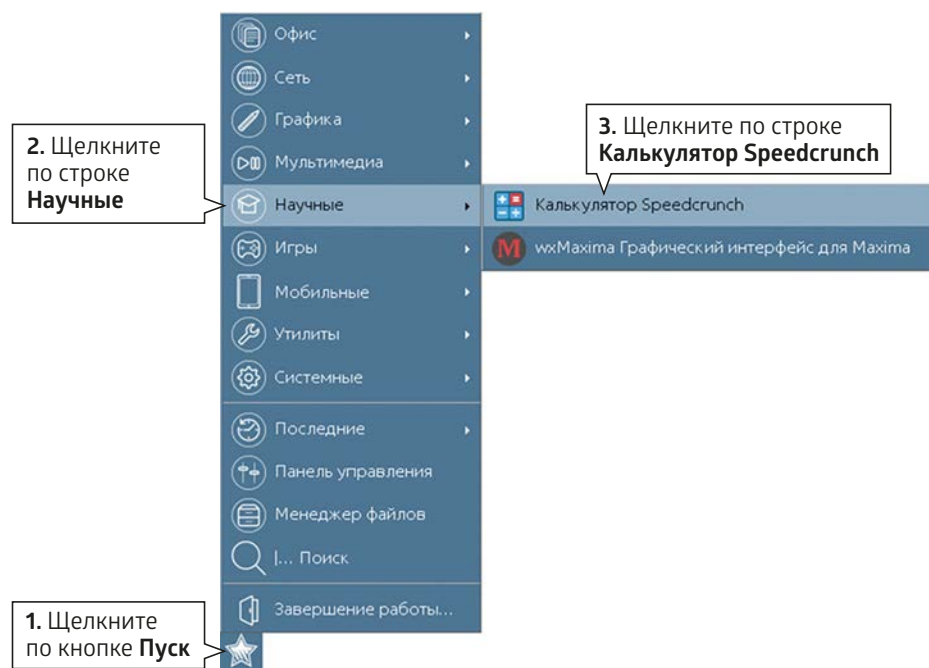 Офис
Сеть
Графика
Мультимедиа
Научные
Игры
Мобильные
Утилиты
Системные
Последние
Панель управления
Менеджер файлов
|... Поиск
Завершение работы...
2. Щелкните
по строке
Научные
3. Щелкните по строке
Калькулятор Speedcrunch
Калькулятор Speedcrunch
M wxMaxima Графический интерфейс для Maxima
1. Щелкните
по кнопке Пуск